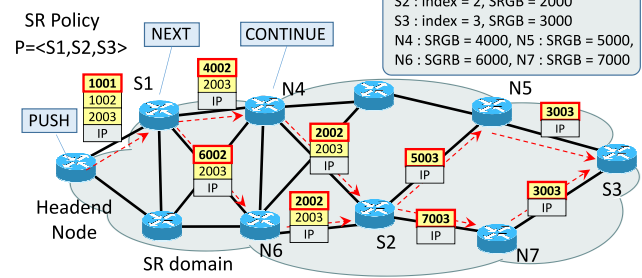 S2 : index = 2, SRGB = 2000
S3 : index = 3, SRGB = 3000
N4 : SRGB = 4000, N5 : SRGB = 5000,
N6 : SGRB = 6000, N7 : SRGB = 7000
SR Policy
P=<S1,S2,S3>
NEXT
CONTINUE
PUSH
1001
1002
2003
IP
S1
4002
2003
IP
N4
N5
3003
IP
6002
2003
IP
2002
2003
IP
5003
IP
S3
3003
IP
Headend
Node
2002
2003
IP
S2
7003
IP
N6
N7
SR domain